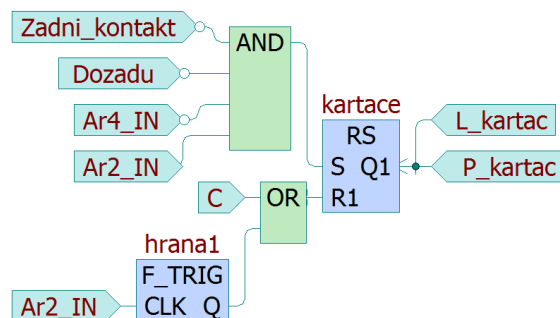 Zadni_kontakt
AND
Dozadu
Ar4_IN
Ar2_IN
kartace
RS
S Q1
R1
L_kartac
P_kartac
C
OR
hrana1
F_TRIG
CLK Q
Ar2_IN